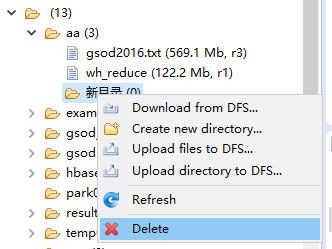 (13)
aa (3)
gsod2016.txt (569.1 Mb, r3)
wh_reduce (122.2 Mb, r1)
新目录 (0)
exam
gsod_
gsod
hbase
park0
result
temp
Download from DFS...
Create new directory...
Upload files to DFS...
Upload directory to DFS...
Refresh
Delete